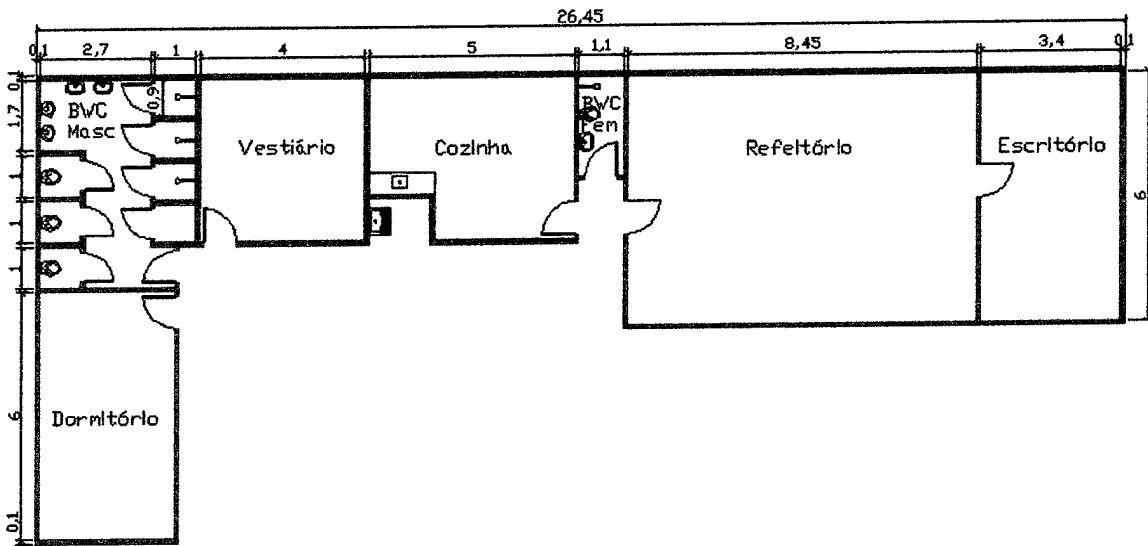 26,45
0,1 2,7 1 4 5 1,1 8,45 3,4 0,1
0,1
1,7
1
1
1
6
0,1
0,9
6
BWC
Masc
Vestiário
Cozinha
BWC
Fem
Refeitório
Escritório
Dormitório